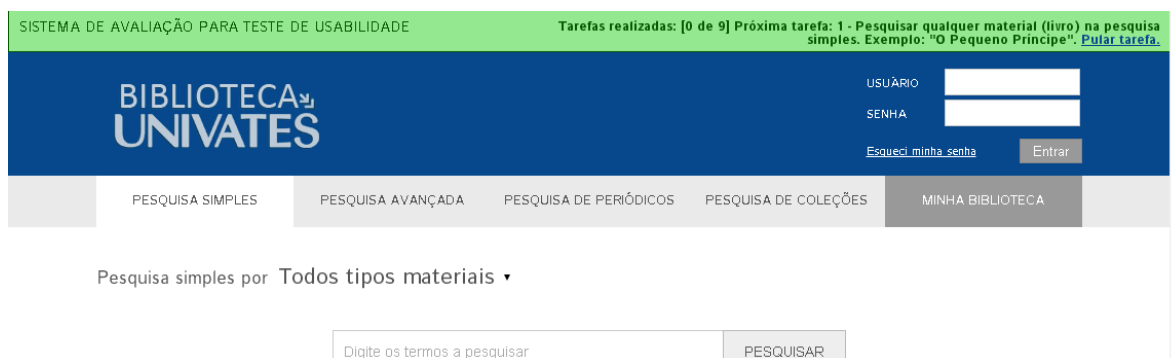 SISTEMA DE AVALIAÇÃO PARA TESTE DE USABILIDADE
Tarefas realizadas: [0 de 9] Próxima tarefa: 1 - Pesquisar qualquer material (livro) na pesquisa
simples. Exemplo: "O Pequeno Príncipe". Pular tarefa.
BIBLIOTECA
UNIVATES
USUÀRIO
SENHA
Esqueci minha senha
Entrar
PESQUISA SIMPLES
PESQUISA AVANÇADA
PESQUISA DE PERIÓDICOS
PESQUISA DE COLEÇÕES
MINHA BIBLIOTECA
Pesquisa simples por Todos tipos materiais
Digite os termos a pesquisar
PESQUISAR